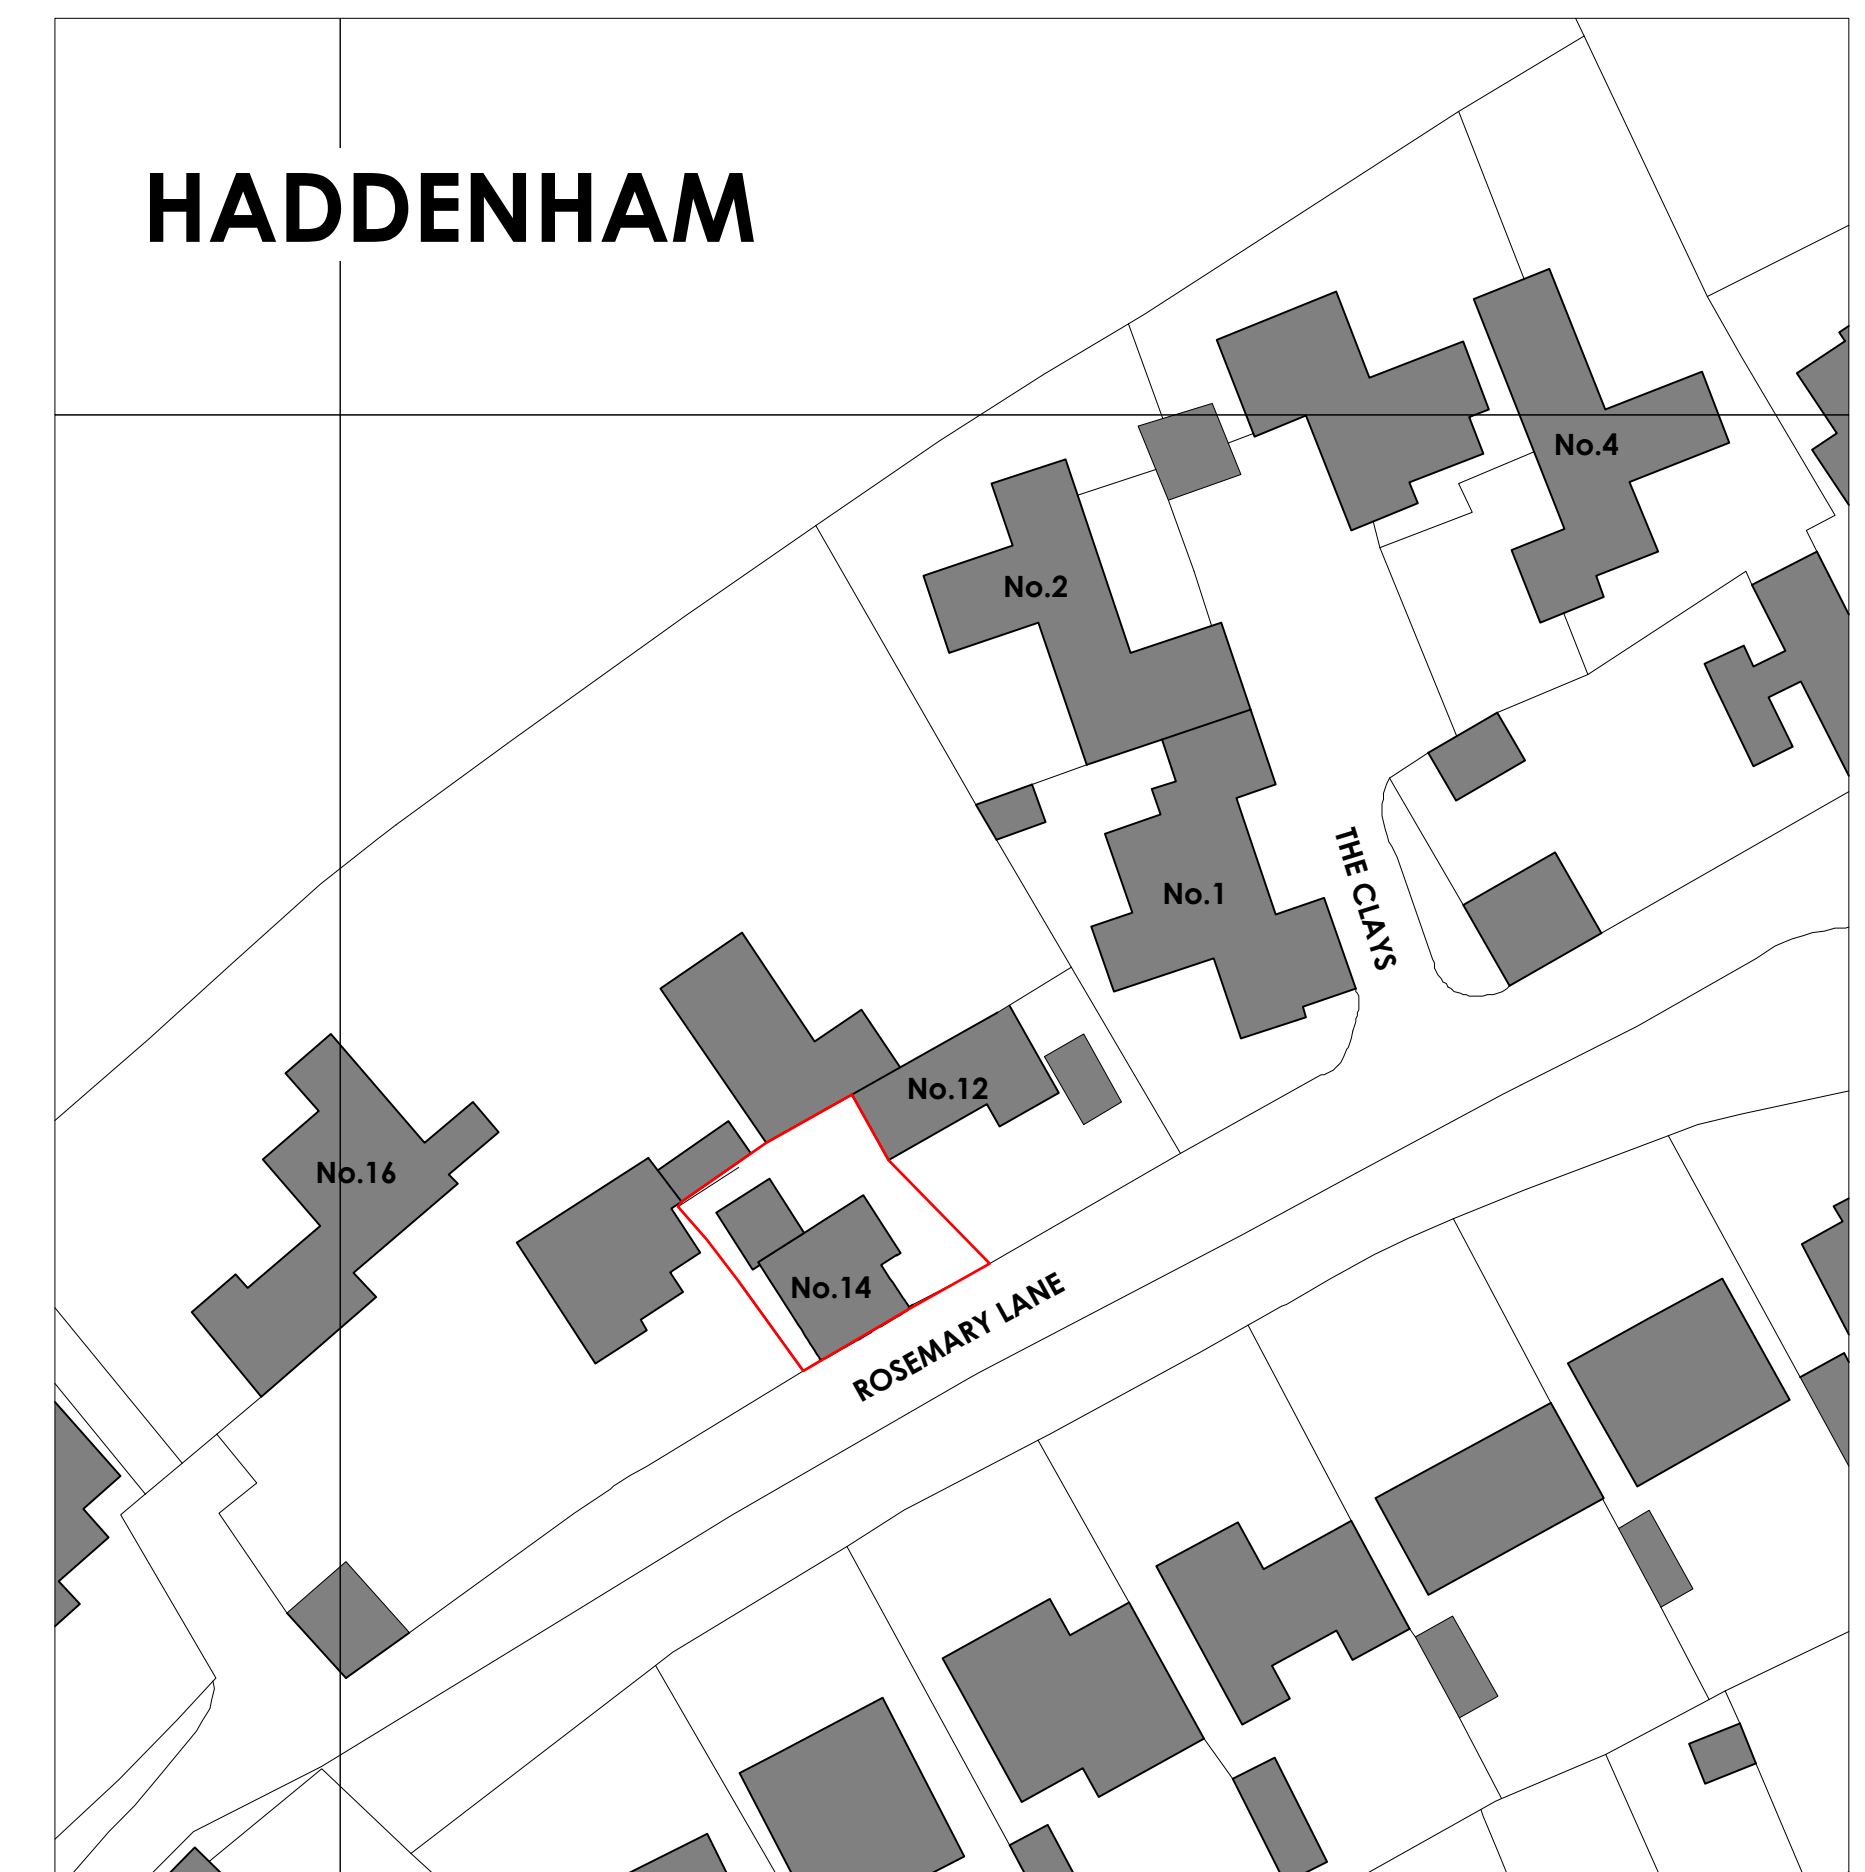 HADDENHAM
No.4
No.2
No.1
THE CLAYS
No.12
No.16
No.14
ROSEMARY LANE